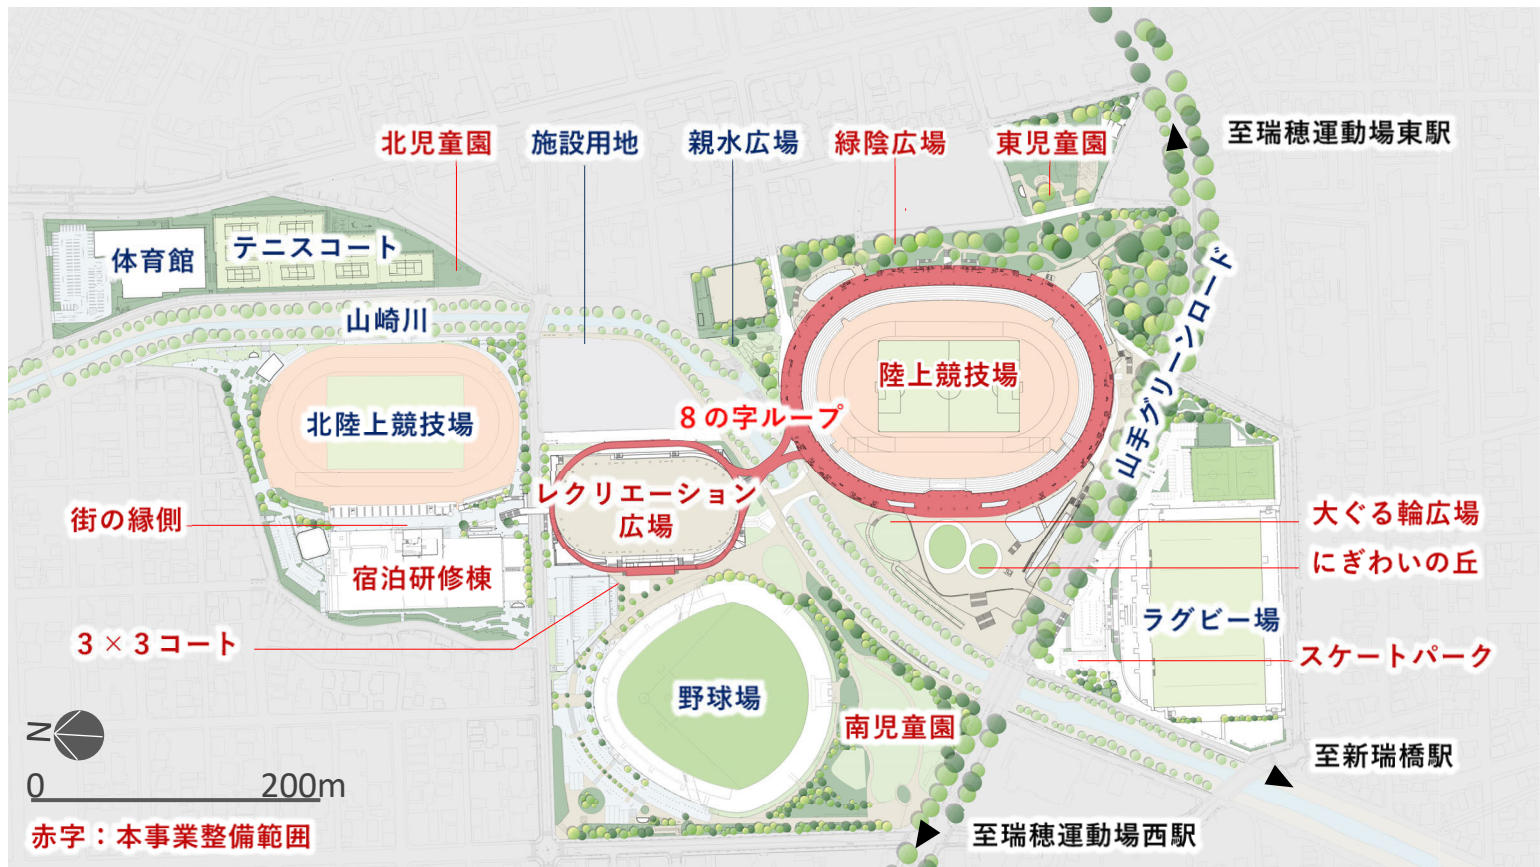 北児童園
施設用地
親水広場
緑陰広場
東児童園
至瑞穂運動場東駅
体育館
テニスコート
山崎川
山手グリーンロード
陸上競技場
北陸上競技場
8の字ループ
レクリエーション
広場
街の縁側
大ぐる輪広場
にぎわいの丘
宿泊研修棟
ラグビー場
3×3コート
スケートパーク
野球場
南児童園
N
至新瑞橋駅
0 200m
赤字：本事業整備範囲
至瑞穂運動場西駅